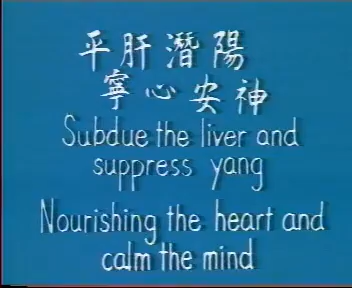 平肝潛陽
寧心安神
Subdue the liver and
suppress yang
Nourishing the heart and
calm the mind